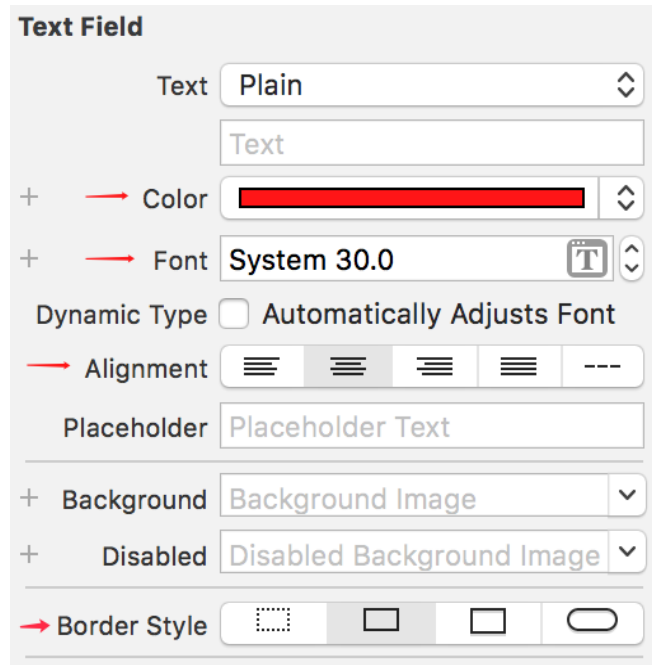 Text Field
Text Plain
Text
+ Color
+ Font System 30.0 T
Dynamic Type Automatically Adjusts Font
Alignment ---
Placeholder Placeholder Text
+ Background Background Image
+ Disabled Disabled Background Image
Border Style